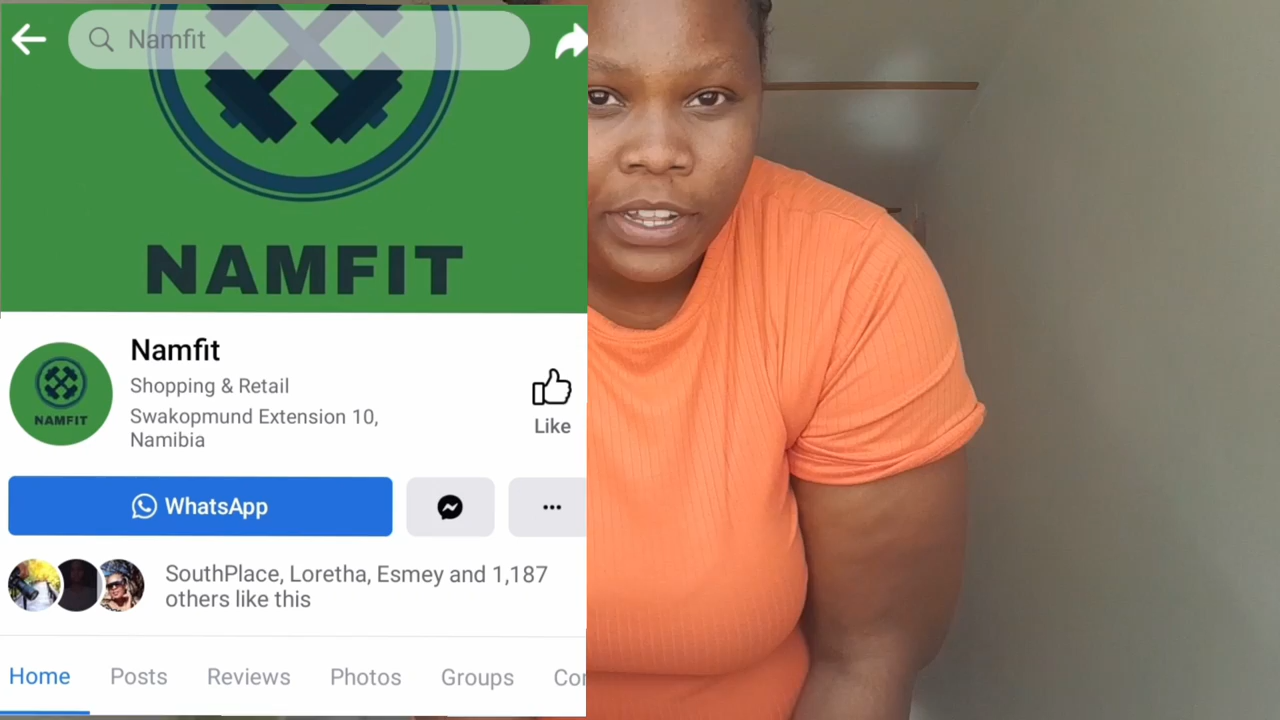 Namfit
NAMFIT
Namfit
Shopping & Retail
Swakopmund Extension 10,
Namibia
NAMFIT
Like
WhatsApp
SouthPlace, Loretha, Esmey and 1,187
others like this
Home Posts Reviews Photos Groups